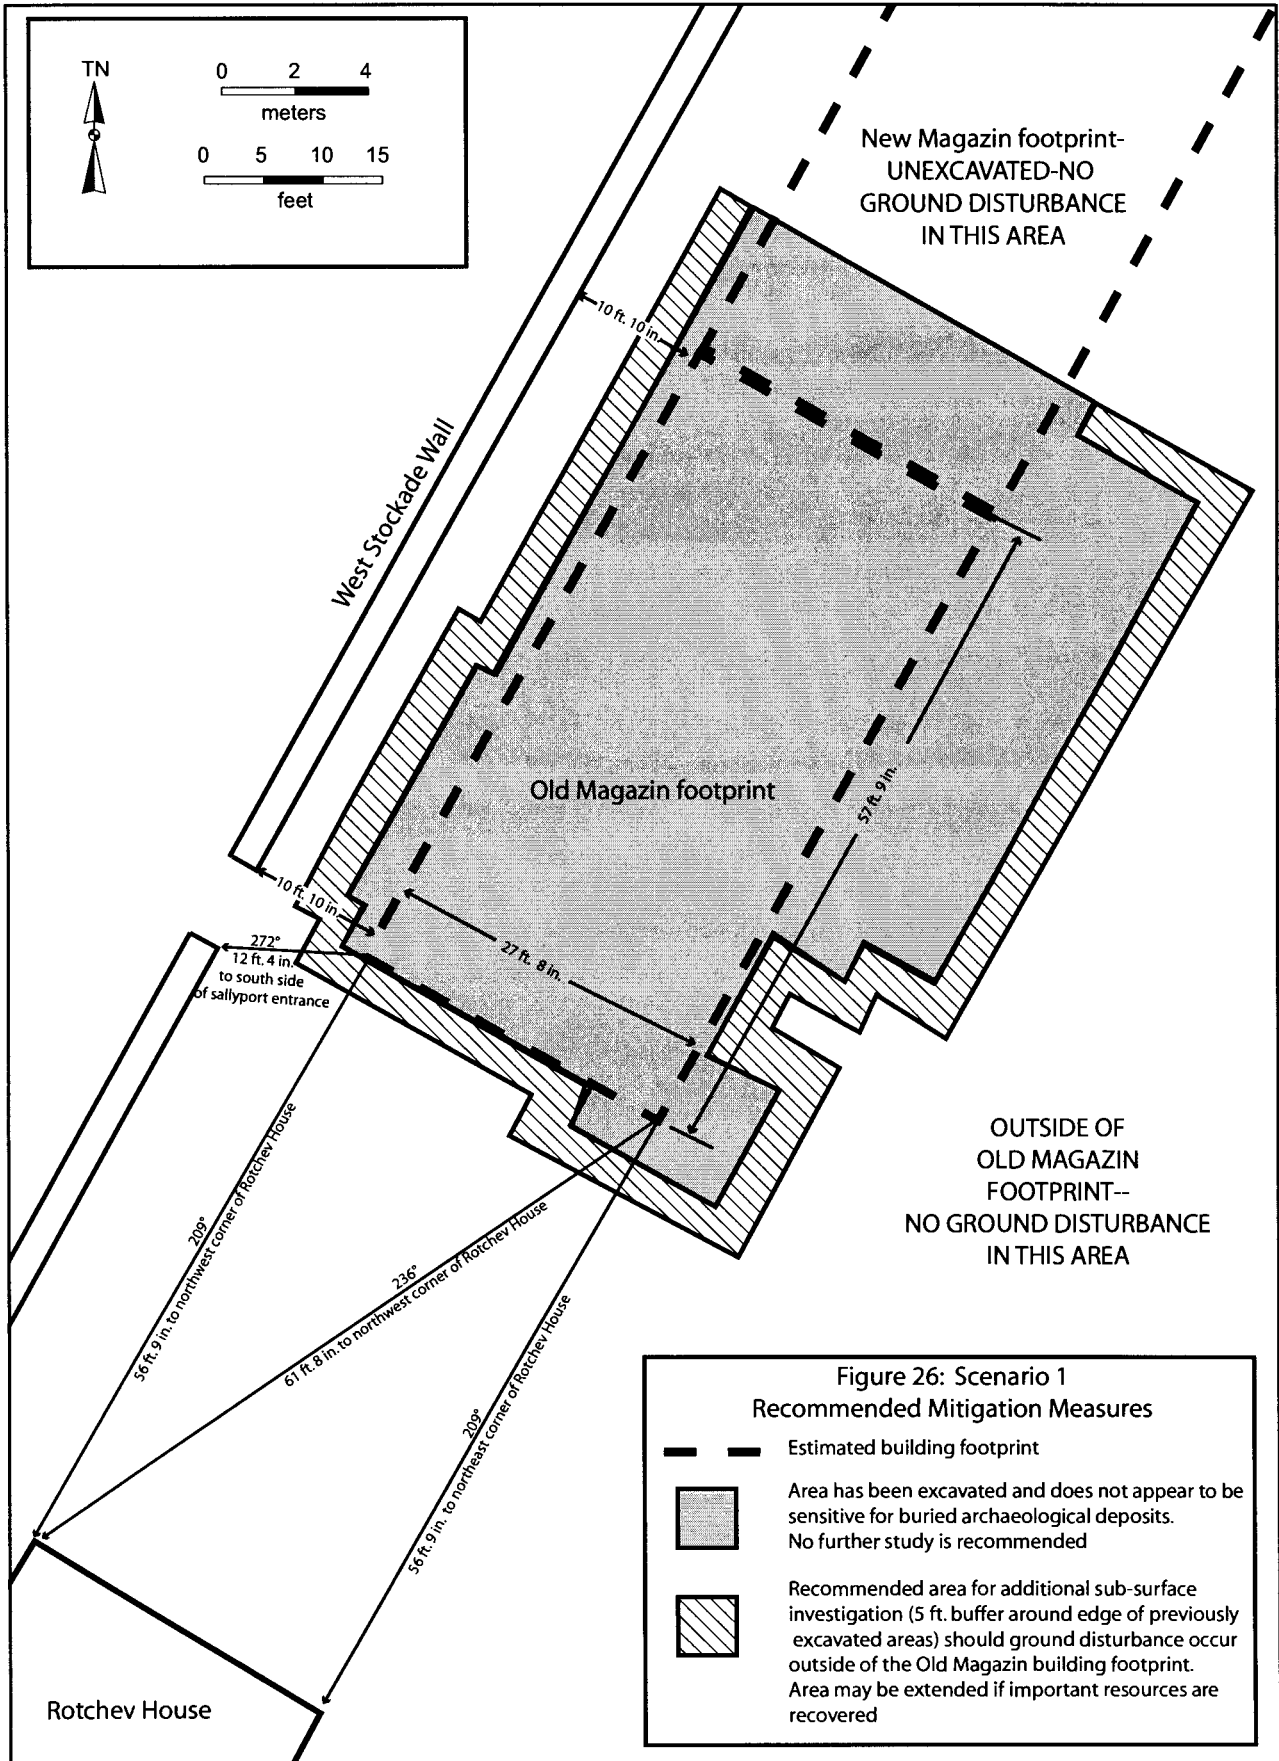 TN
0 2 4
meters
0 5 10 15
feet
New Magazin footprint-
UNEXCAVATED-NO
GROUND DISTURBANCE
IN THIS AREA
10 ft. 10 in.
West Stockade Wall
Old Magazin footprint
57 ft. 9 in.
10 ft. 10 in.
27 ft. 8 in.
272°
12 ft. 4 in.
to south side
of sallyport entrance
OUTSIDE OF
OLD MAGAZIN
FOOTPRINT--
NO GROUND DISTURBANCE
IN THIS AREA
209°
56 ft. 9 in. to northwest corner of Rotchev House
236°
61 ft. 8 in. to northwest corner of Rotchev House
209°
56 ft. 9 in. to northeast corner of Rotchev House
Rotchev House
Figure 26: Scenario 1
Recommended Mitigation Measures
Estimated building footprint
Area has been excavated and does not appear to be
sensitive for buried archaeological deposits.
No further study is recommended
Recommended area for additional sub-surface
investigation (5 ft. buffer around edge of previously
excavated areas) should ground disturbance occur
outside of the Old Magazin building footprint.
Area may be extended if important resources are
recovered